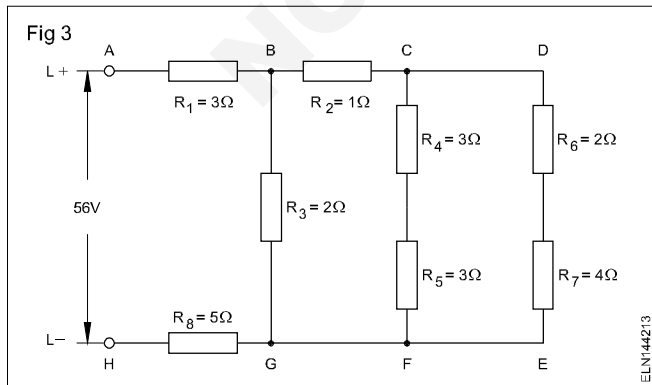 Fig 3
A B C D
L +
R1 = 3Ω R2 = 1Ω
R4 = 3Ω R6 = 2Ω
56V
R3 = 2Ω
R5 = 3Ω R7 = 4Ω
R8 = 5Ω
L−
H G F E
ELN144213
NO